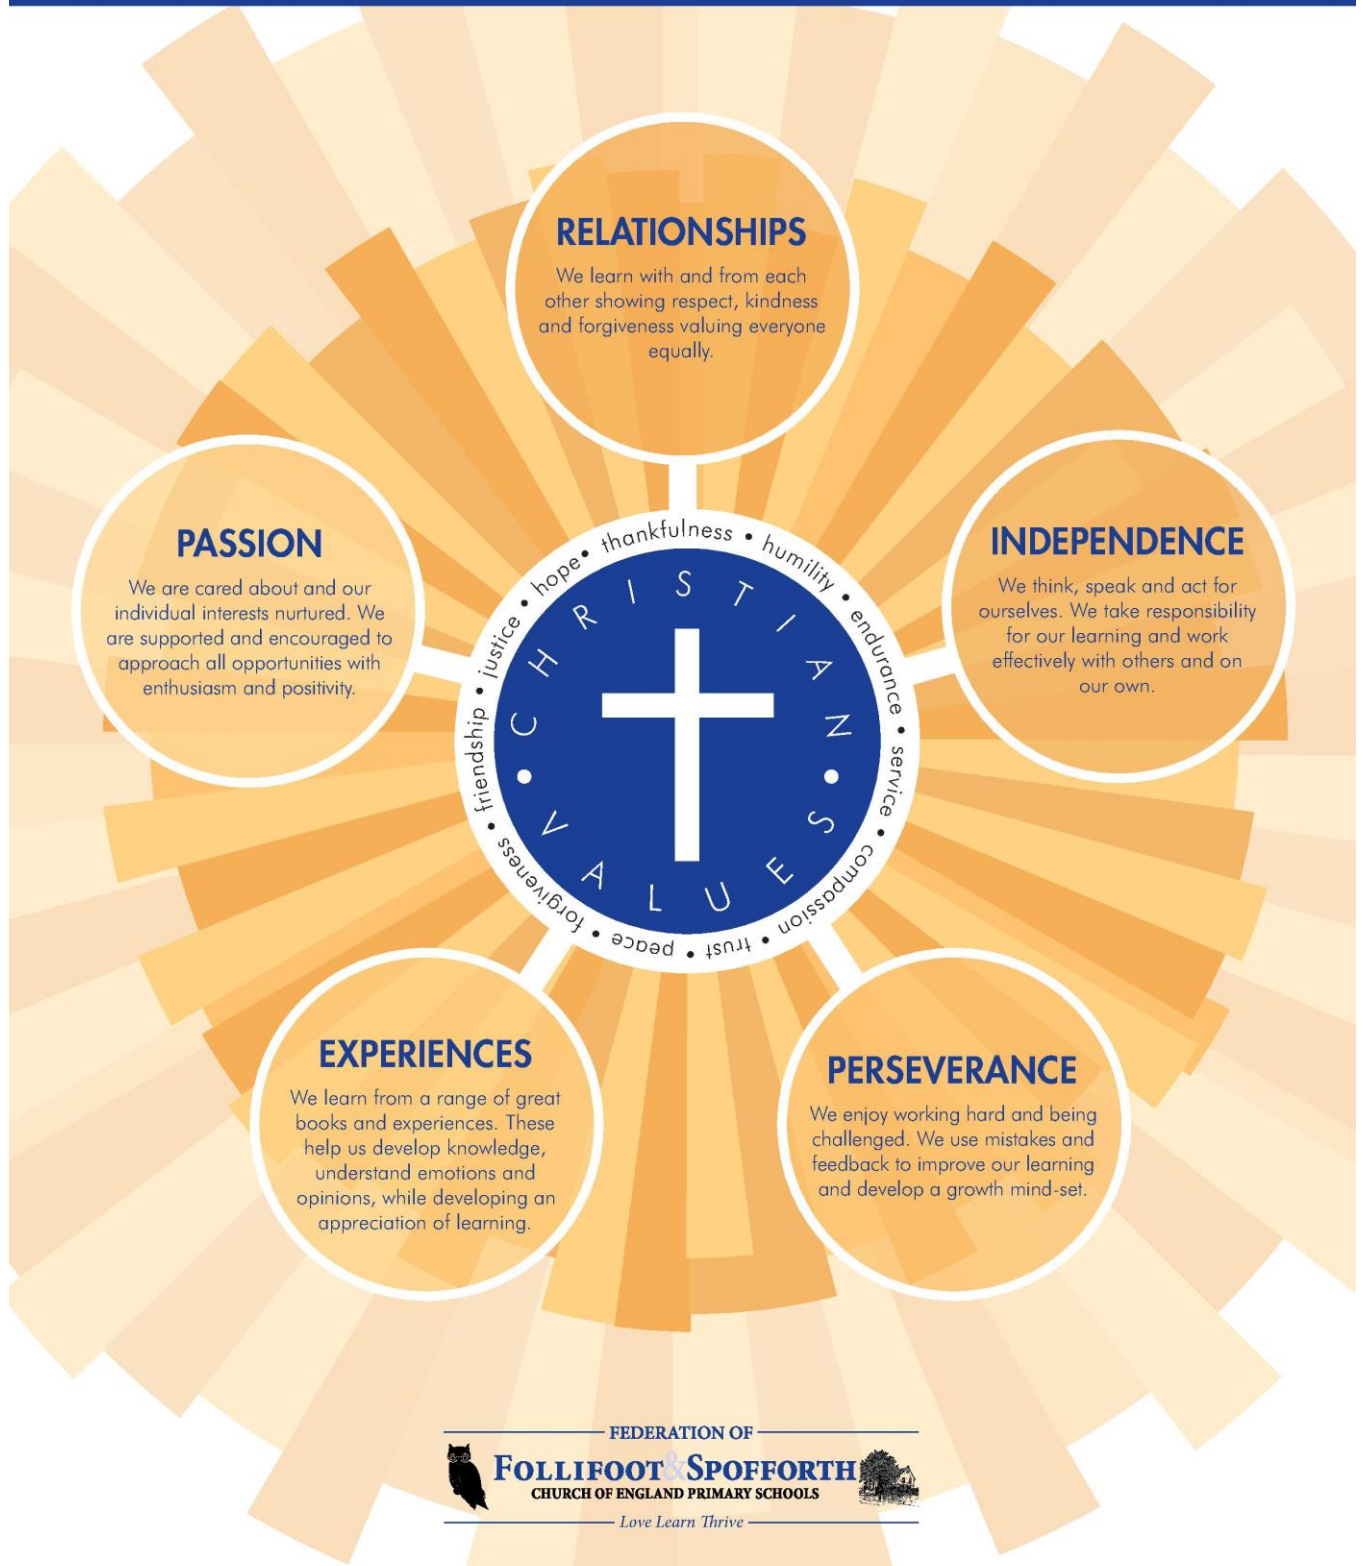 RELATIONSHIPS
We learn with and from each
other showing respect, kindness
and forgiveness valuing everyone
equally.
PASSION
We are cared about and our
individual interests nurtured. We
are supported and encouraged to
approach all opportunities with
enthusiasm and positivity.
INDEPENDENCE
We think, speak and act for
ourselves. We take responsibility
for our learning and work
effectively with others and on
our own.
thankfulness • humility • endurance • service • compassion • trust • peace • forgiveness • friendship • justice • hope •
CHRISTIAN • VALUES •
EXPERIENCES
We learn from a range of great
books and experiences. These
help us develop knowledge,
understand emotions and
opinions, while developing an
appreciation of learning.
PERSEVERANCE
We enjoy working hard and being
challenged. We use mistakes and
feedback to improve our learning
and develop a growth mind-set.
FEDERATION OF
FOLLIFOOT & SPOFFORTH
CHURCH OF ENGLAND PRIMARY SCHOOLS
Love Learn Thrive